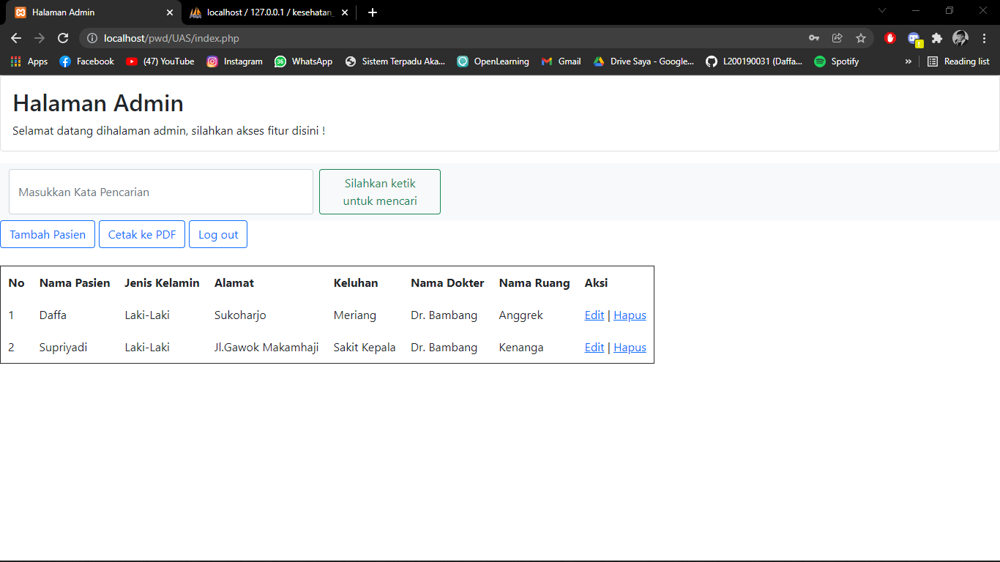 Halaman Admin
localhost / 127.0.0.1 / kesehatan_
localhost/pwd/UAS/index.php
Apps Facebook (47) YouTube Instagram 36 WhatsApp Sistem Terpadu Aka... OpenLearning Gmail Drive Saya - Google... L200190031 (Daffa... Spotify » Reading list
Halaman Admin
Selamat datang dihalaman admin, silahkan akses fitur disini !
Masukkan Kata Pencarian
Silahkan ketik
untuk mencari
Tambah Pasien Cetak ke PDF Log out
No Nama Pasien Jenis Kelamin Alamat Keluhan Nama Dokter Nama Ruang Aksi
1 Daffa Laki-Laki Sukoharjo Meriang Dr. Bambang Anggrek Edit | Hapus
2 Supriyadi Laki-Laki Jl.Gawok Makamhaji Sakit Kepala Dr. Bambang Kenanga Edit | Hapus